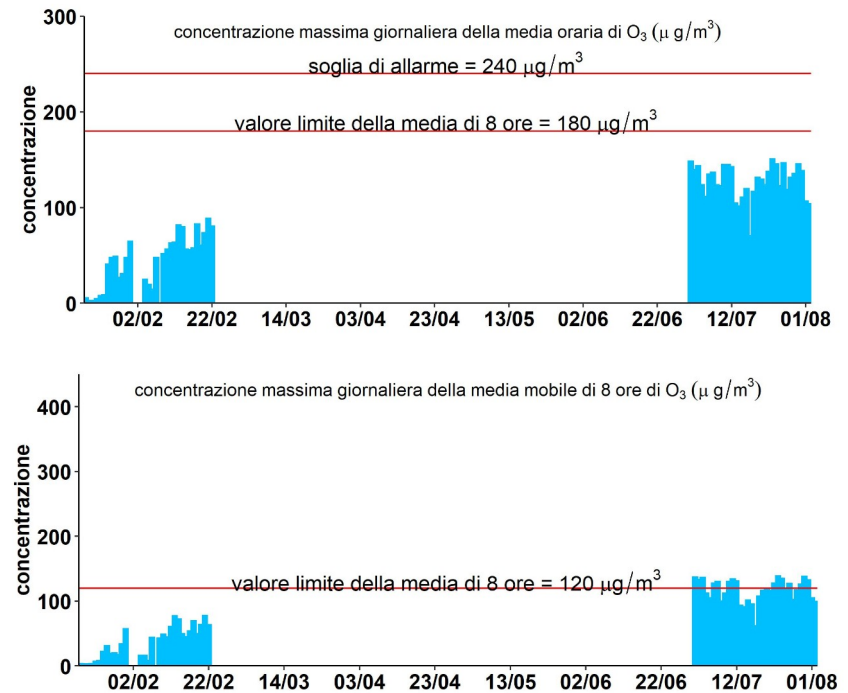 concentrazione massima giornaliera della media oraria di O₃ (μ g/m³)
soglia di allarme = 240 μg/m³
valore limite della media di 8 ore = 180 μg/m³
concentrazione
300
200
100
0
02/02 22/02 14/03 03/04 23/04 13/05 02/06 22/06 12/07 01/08
concentrazione massima giornaliera della media mobile di 8 ore di O₃ (μ g/m³)
valore limite della media di 8 ore = 120 μg/m³
concentrazione
400
300
200
100
0
02/02 22/02 14/03 03/04 23/04 13/05 02/06 22/06 12/07 01/08